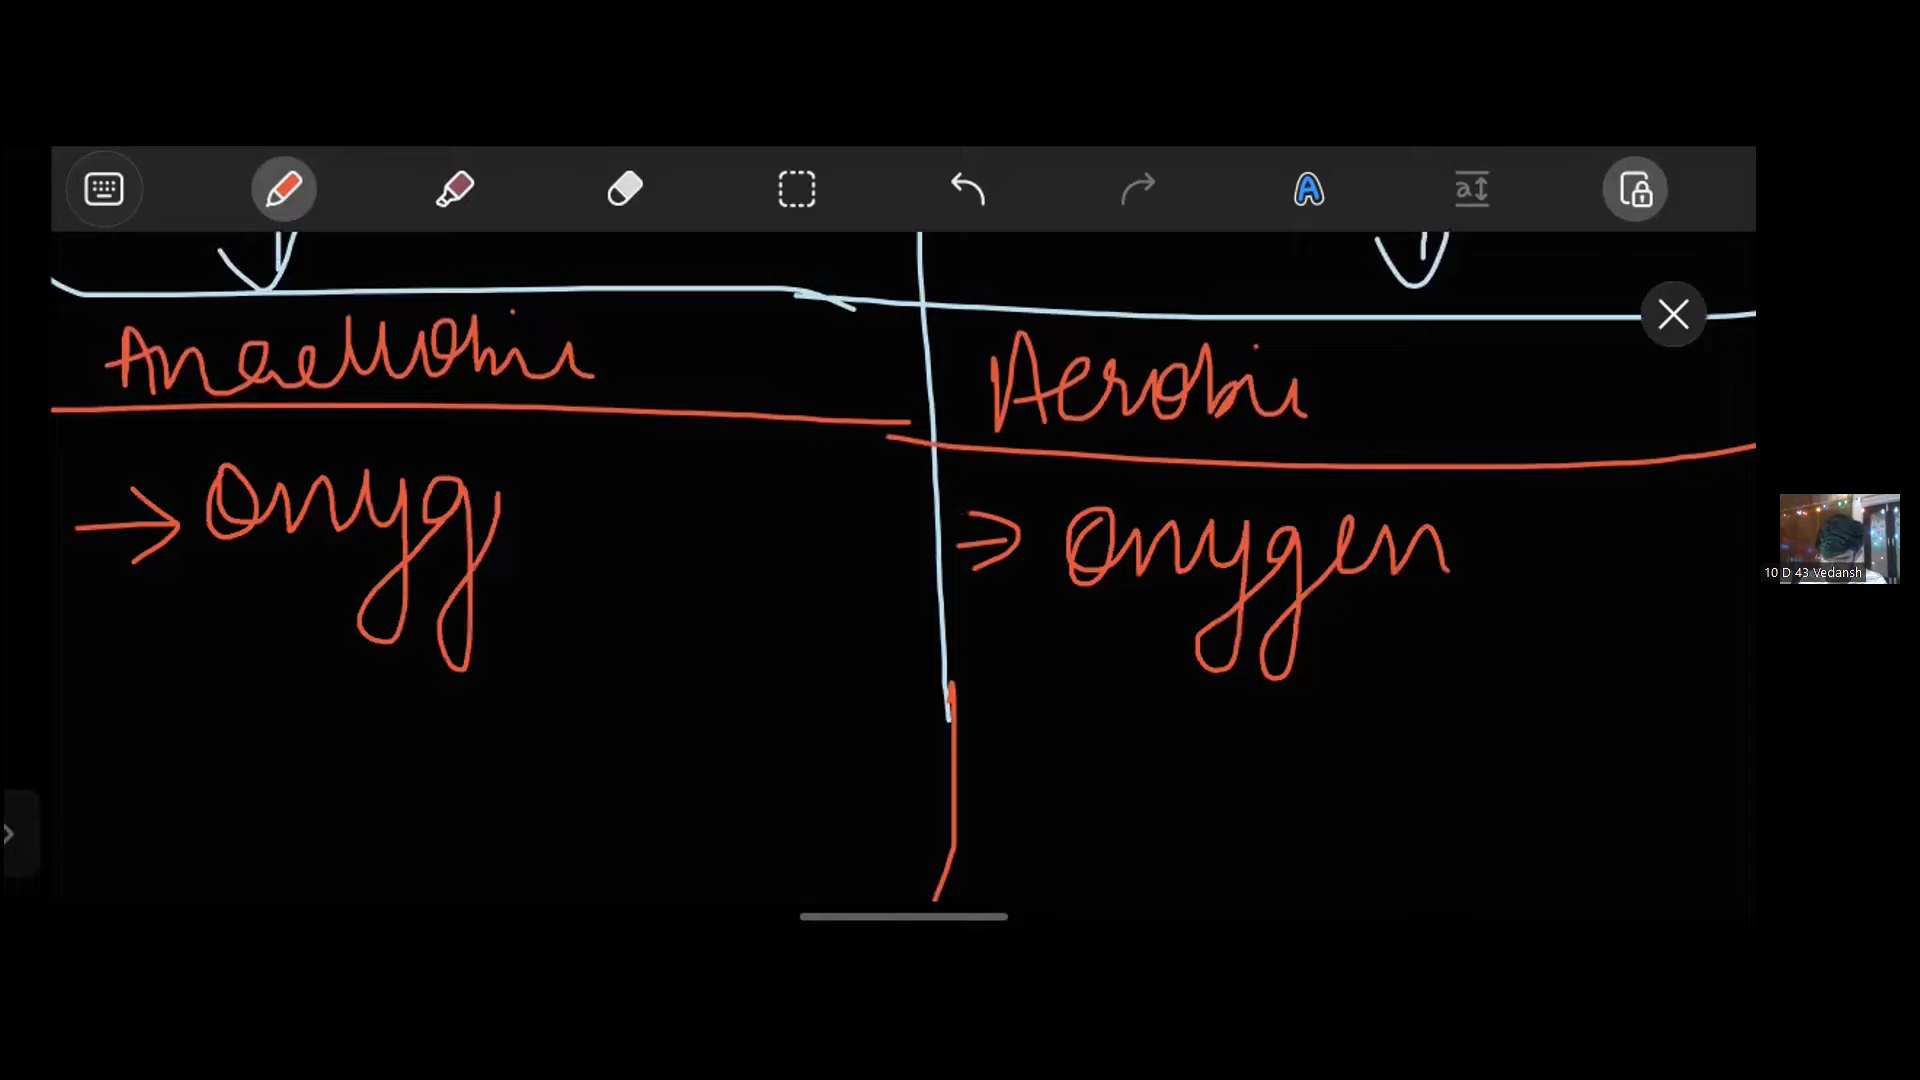 Anaerobic
Aerobic
→ Oxyg
⇒ Oxygen
10 D 43 Vedansh